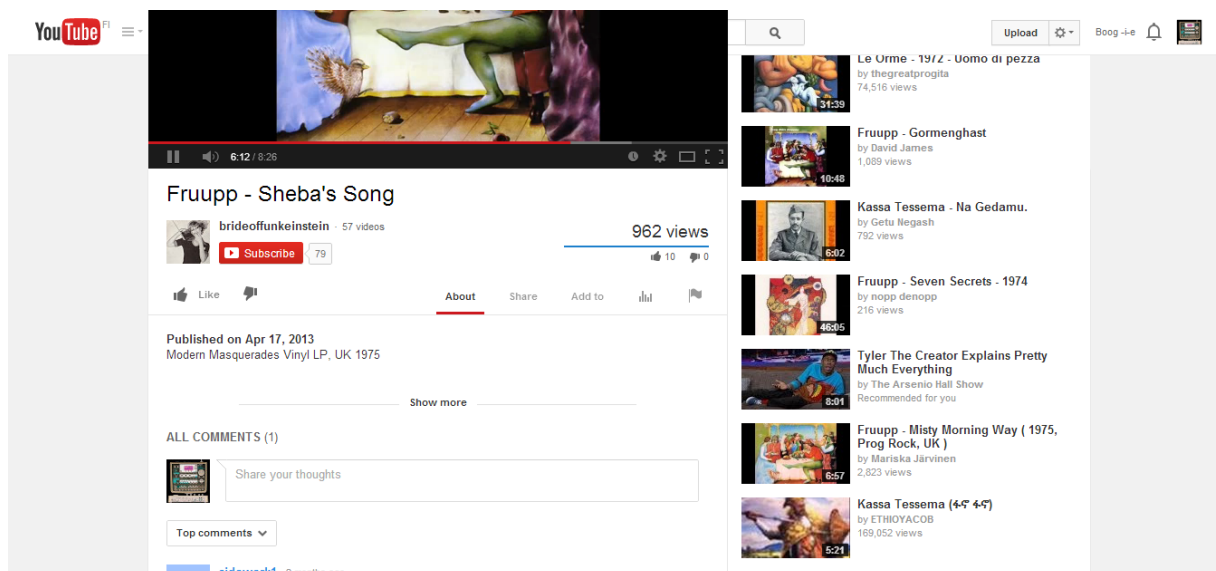 YouTube FI
Upload
Boog -i-e
6:12 / 8:26
Fruupp - Sheba's Song
brideoffunkeinstein · 57 videos
Subscribe 79
962 views
10 0
Like
About Share Add to
Published on Apr 17, 2013
Modern Masquerades Vinyl LP, UK 1975
Show more
ALL COMMENTS (1)
Share your thoughts
Top comments
Le Orme - 1972 - Uomo di pezza
by thegreatprogita
74,516 views
31:39
Fruupp - Gormenghast
by David James
1,089 views
10:48
Kassa Tessema - Na Gedamu.
by Getu Negash
792 views
6:02
Fruupp - Seven Secrets - 1974
by nopp denopp
216 views
46:05
Tyler The Creator Explains Pretty
Much Everything
by The Arsenio Hall Show
Recommended for you
8:01
Fruupp - Misty Morning Way ( 1975,
Prog Rock, UK )
by Mariska Järvinen
2,823 views
6:57
Kassa Tessema (ፋኖ ፋኖ)
by ETHIOYACOB
169,052 views
5:21